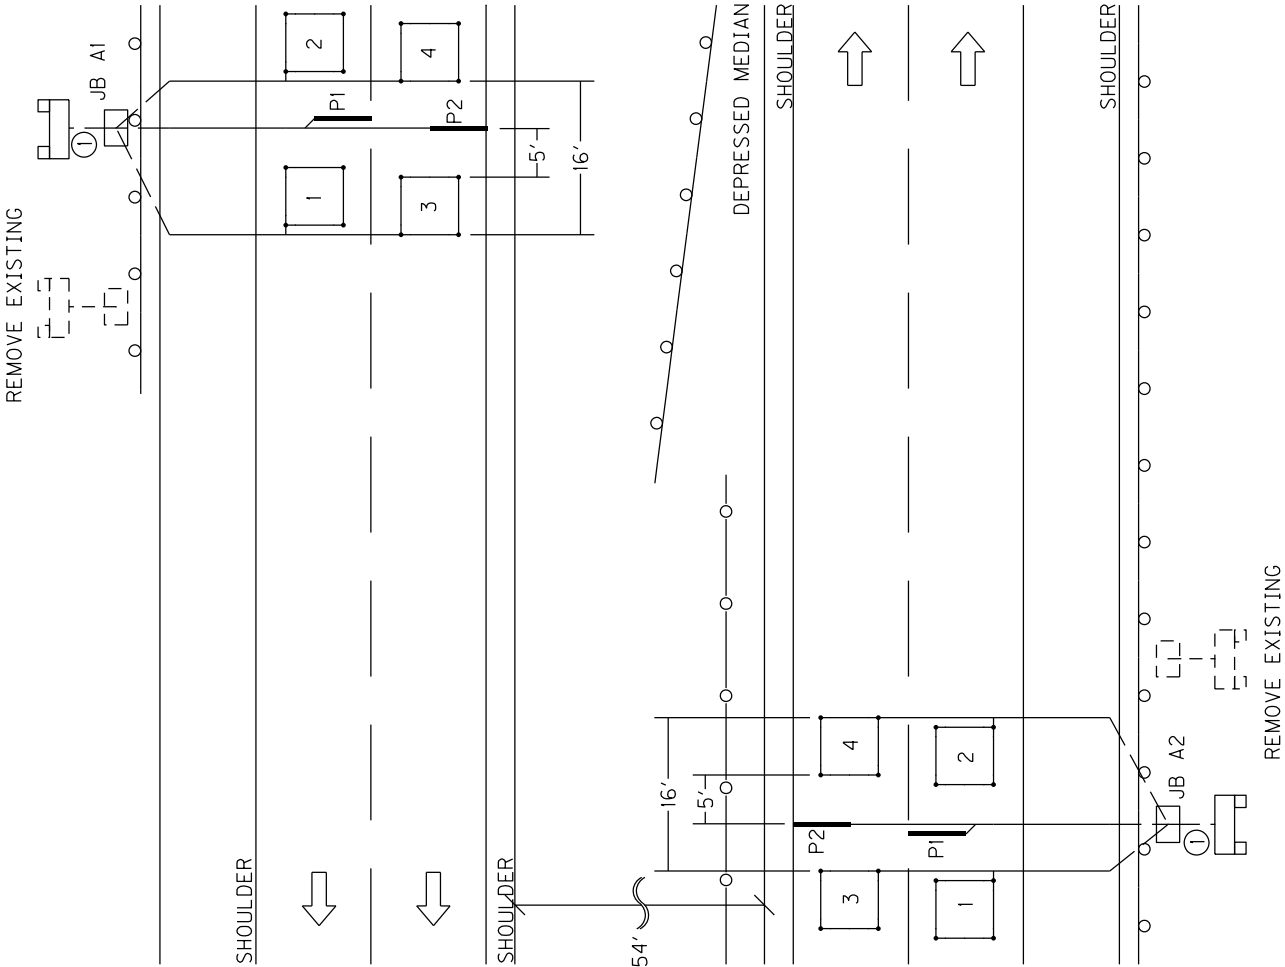 REMOVE EXISTING
JB A1
1
2
4
P1
P2
1
3
5'
16'
SHOULDER
SHOULDER
54'
DEPRESSED MEDIAN
SHOULDER
SHOULDER
16'
5'
4
2
P2
P1
3
1
JB A2
1
REMOVE EXISTING